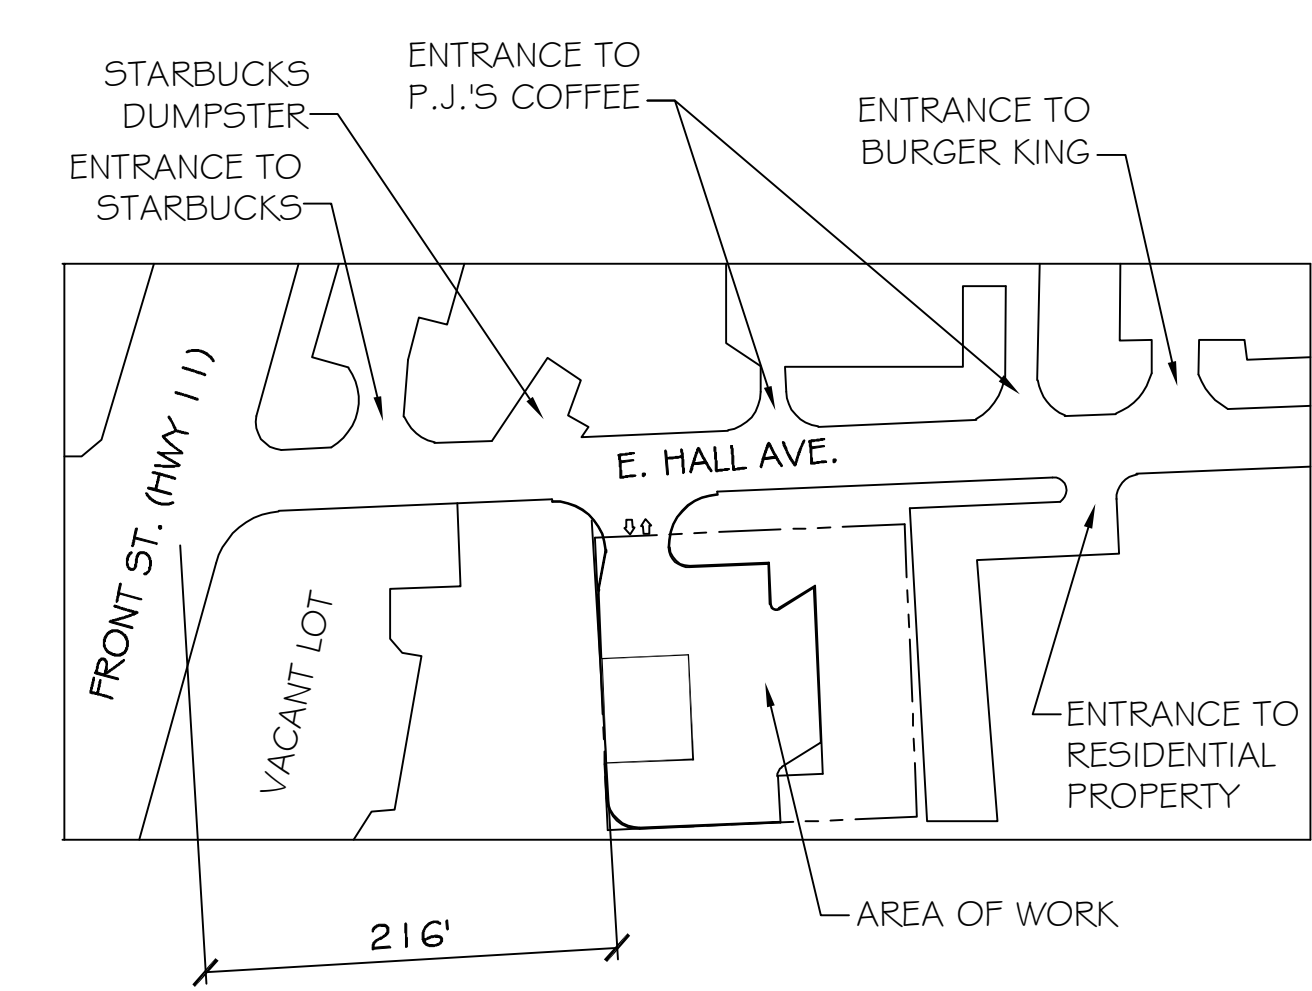 STARBUCKS
DUMPSTER
ENTRANCE TO
P.J.'S COFFEE
ENTRANCE TO
BURGER KING
ENTRANCE TO
STARBUCKS
FRONT ST. (HWY 11)
E. HALL AVE.
VACANT LOT
ENTRANCE TO
RESIDENTIAL
PROPERTY
AREA OF WORK
216'